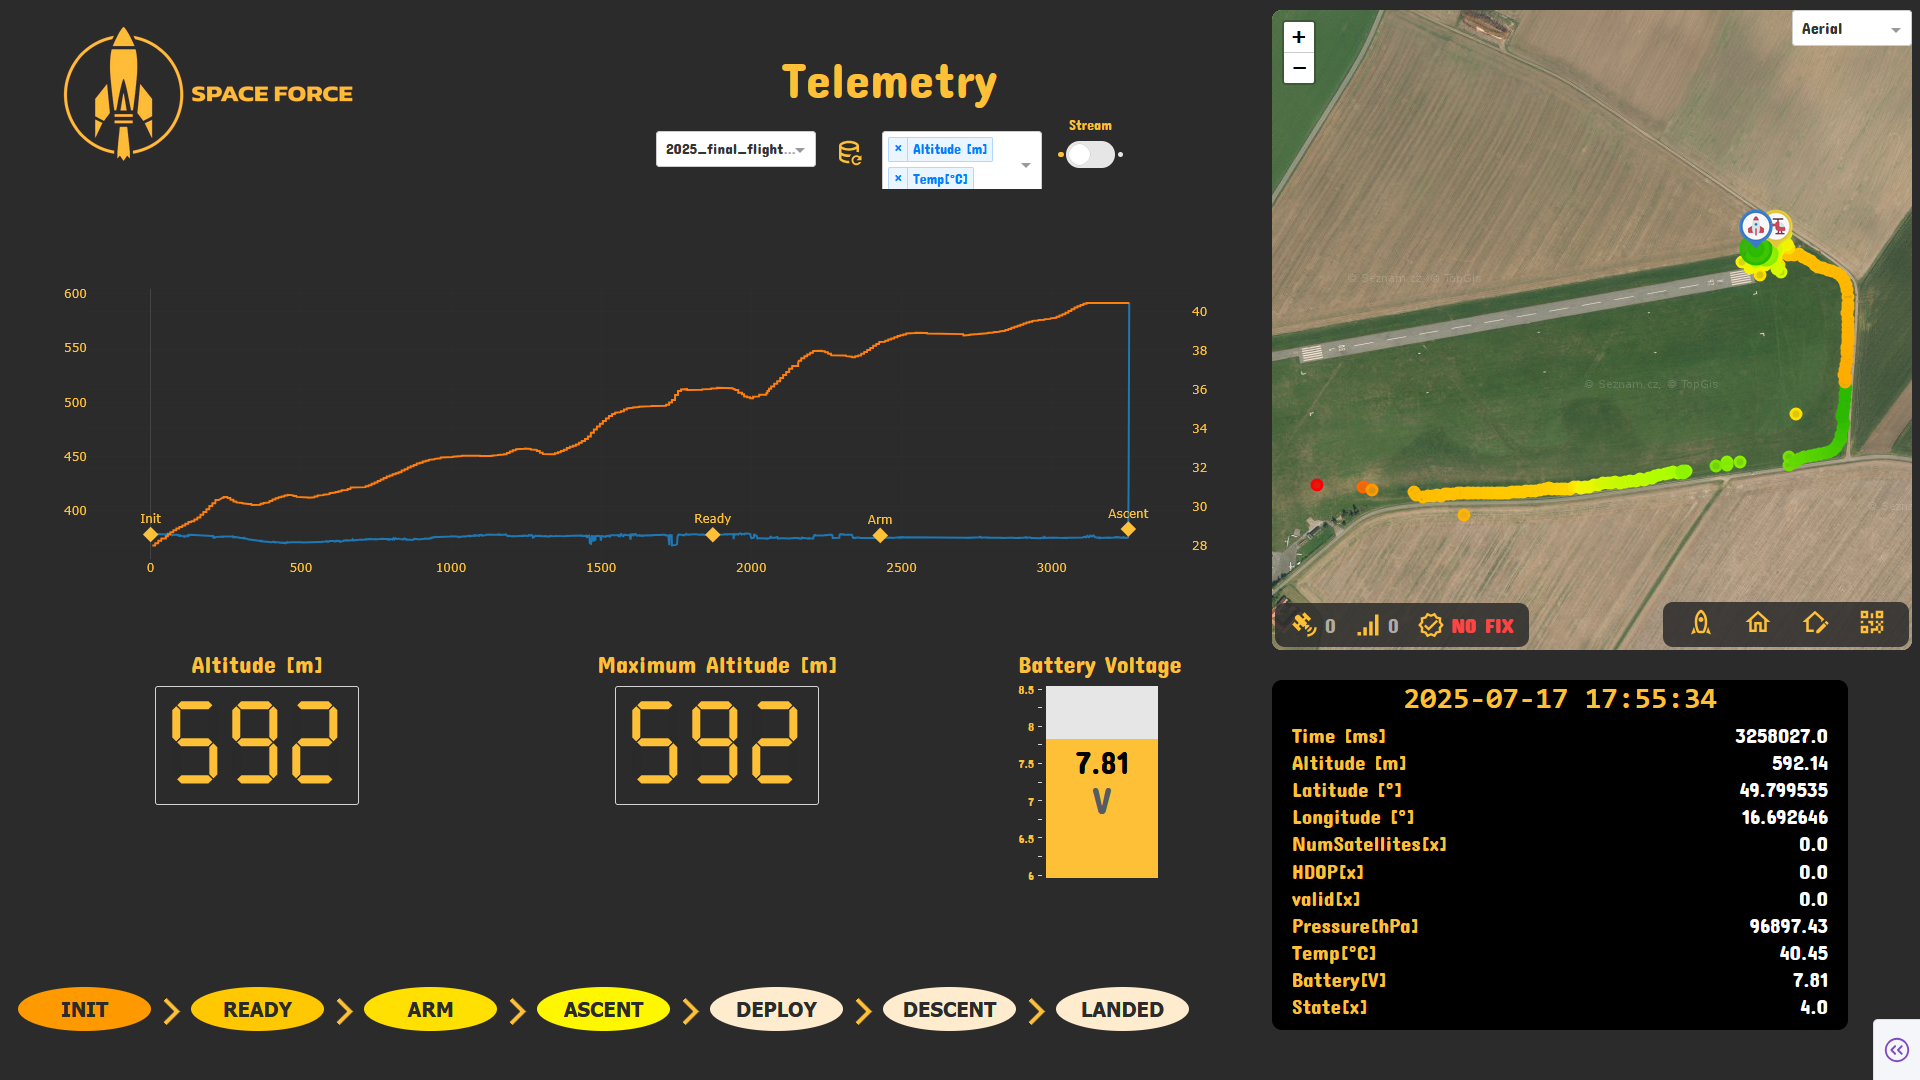 SPACE FORCE
Telemetry
2025_final_flight...
× Altitude [m]
× Temp[°C]
Stream
600
550
500
450
400
40
38
36
34
32
30
28
Init
Ready
Arm
Ascent
0 500 1000 1500 2000 2500 3000
+
−
Aerial
© Seznam.cz, © TopGis
© Seznam.cz, © TopGis
0 0 NO FIX
Altitude [m]
592
Maximum Altitude [m]
592
Battery Voltage
8.5
8
7.5
7
6.5
6
7.81
V
2025-07-17 17:55:34
Time [ms] 3258027.0
Altitude [m] 592.14
Latitude [°] 49.799535
Longitude [°] 16.692646
NumSatellites[x] 0.0
HDOP[x] 0.0
valid[x] 0.0
Pressure[hPa] 96897.43
Temp[°C] 40.45
Battery[V] 7.81
State[x] 4.0
INIT READY ARM ASCENT DEPLOY DESCENT LANDED